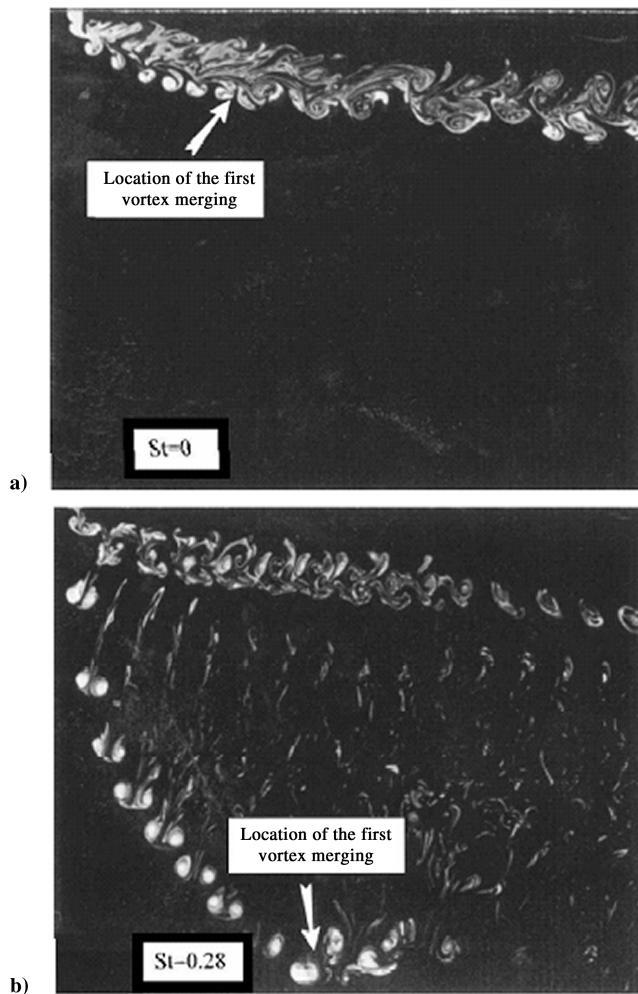 Location of the first
vortex merging
St=0
a)
Location of the first
vortex merging
St=0.28
b)